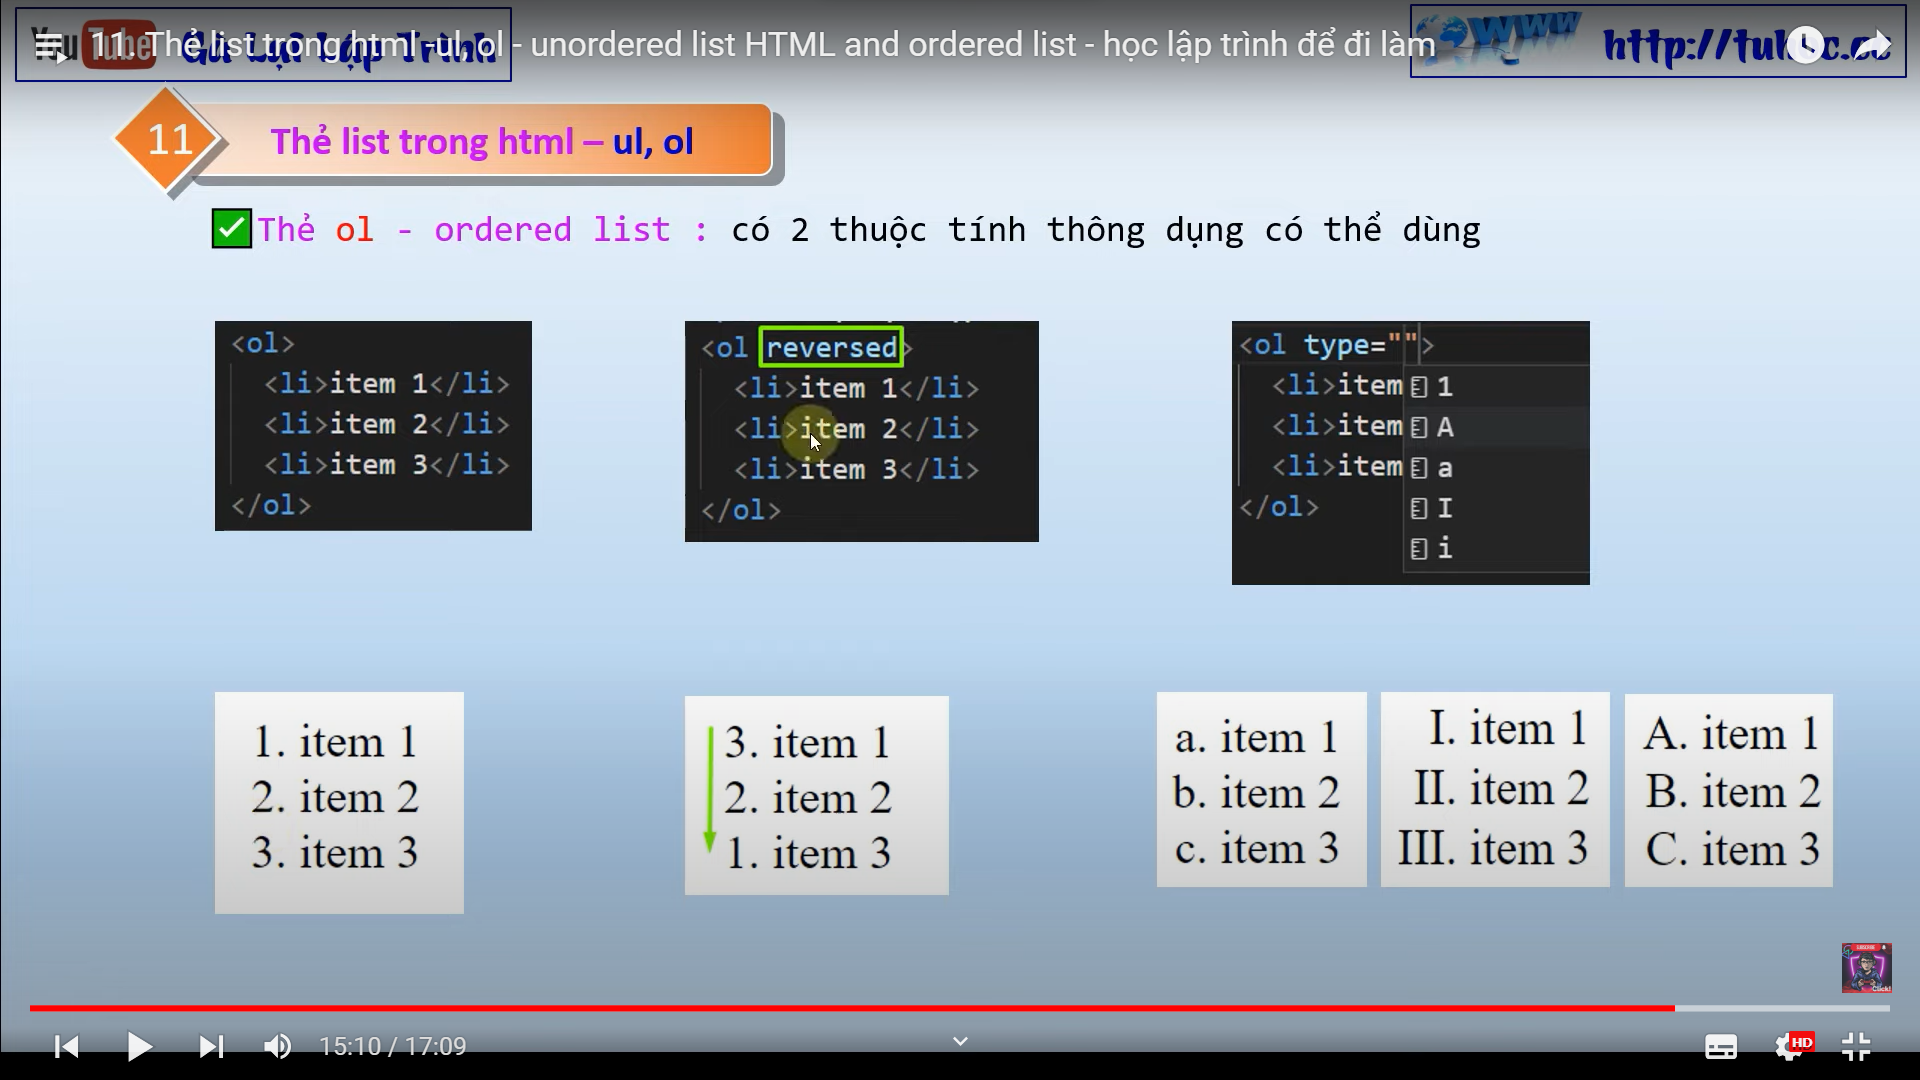 11. Thẻ list trong html -ul, ol - unordered list HTML and ordered list - học lập trình để đi làm
YouTube
11
Thẻ list trong html – ul, ol
Thẻ ol - ordered list : có 2 thuộc tính thông dụng có thể dùng
<ol>
<li>item 1</li>
<li>item 2</li>
<li>item 3</li>
</ol>
<ol reversed>
<li>item 1</li>
<li>item 2</li>
<li>item 3</li>
</ol>
<ol type="">
<li>item
<li>item
<li>item
</ol>
1
A
a
I
i
1. item 1
2. item 2
3. item 3
3. item 1
2. item 2
1. item 3
a. item 1
b. item 2
c. item 3
I. item 1
II. item 2
III. item 3
A. item 1
B. item 2
C. item 3
15:10 / 17:09
HD